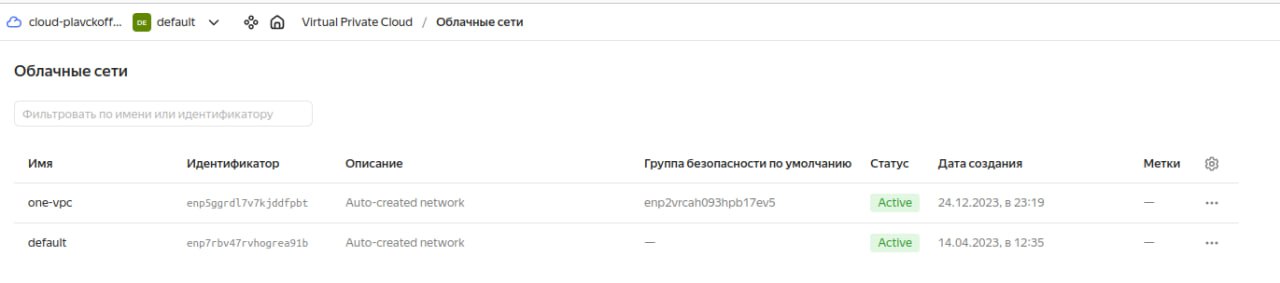 cloud-plavckoff... DE default Virtual Private Cloud / Облачные сети
Облачные сети
Фильтровать по имени или идентификатору
Имя Идентификатор Описание Группа безопасности по умолчанию Статус Дата создания Метки
one-vpc enp5ggrdl7v7kjddfpbt Auto-created network enp2vrcah093hpb17ev5 Active 24.12.2023, в 23:19 — ...
default enp7rbv47rvhogrea91b Auto-created network — Active 14.04.2023, в 12:35 — ...